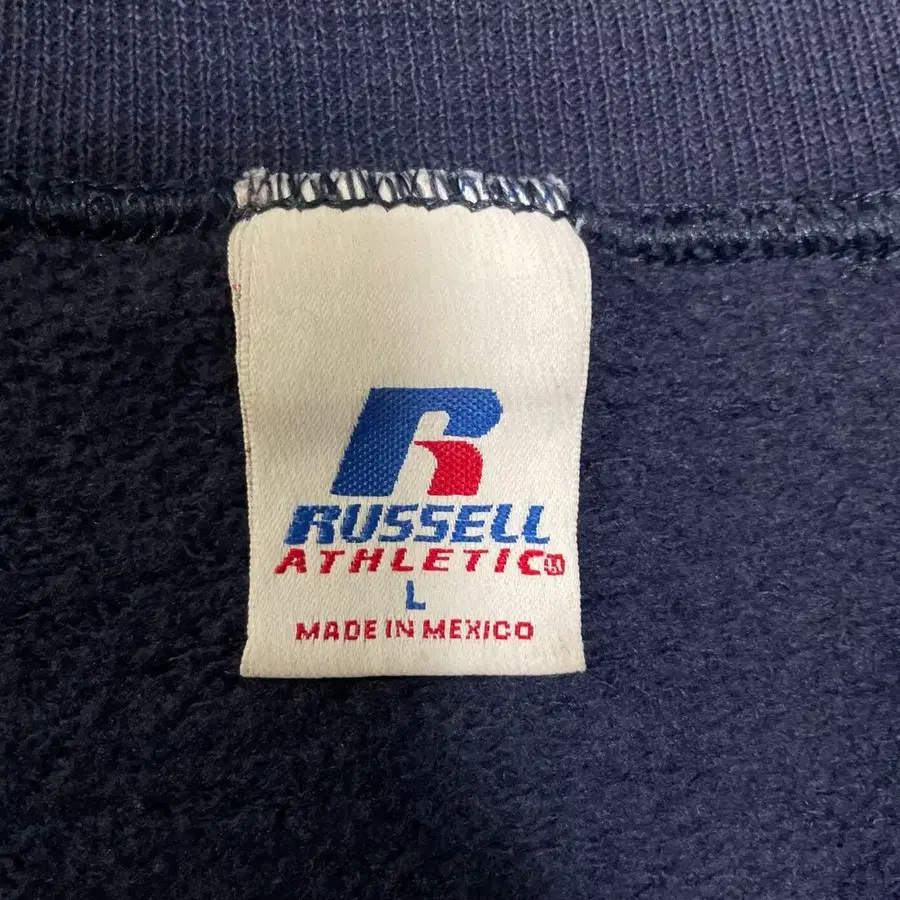 R
RUSSELL
ATHLETIC®
L
MADE IN MEXICO